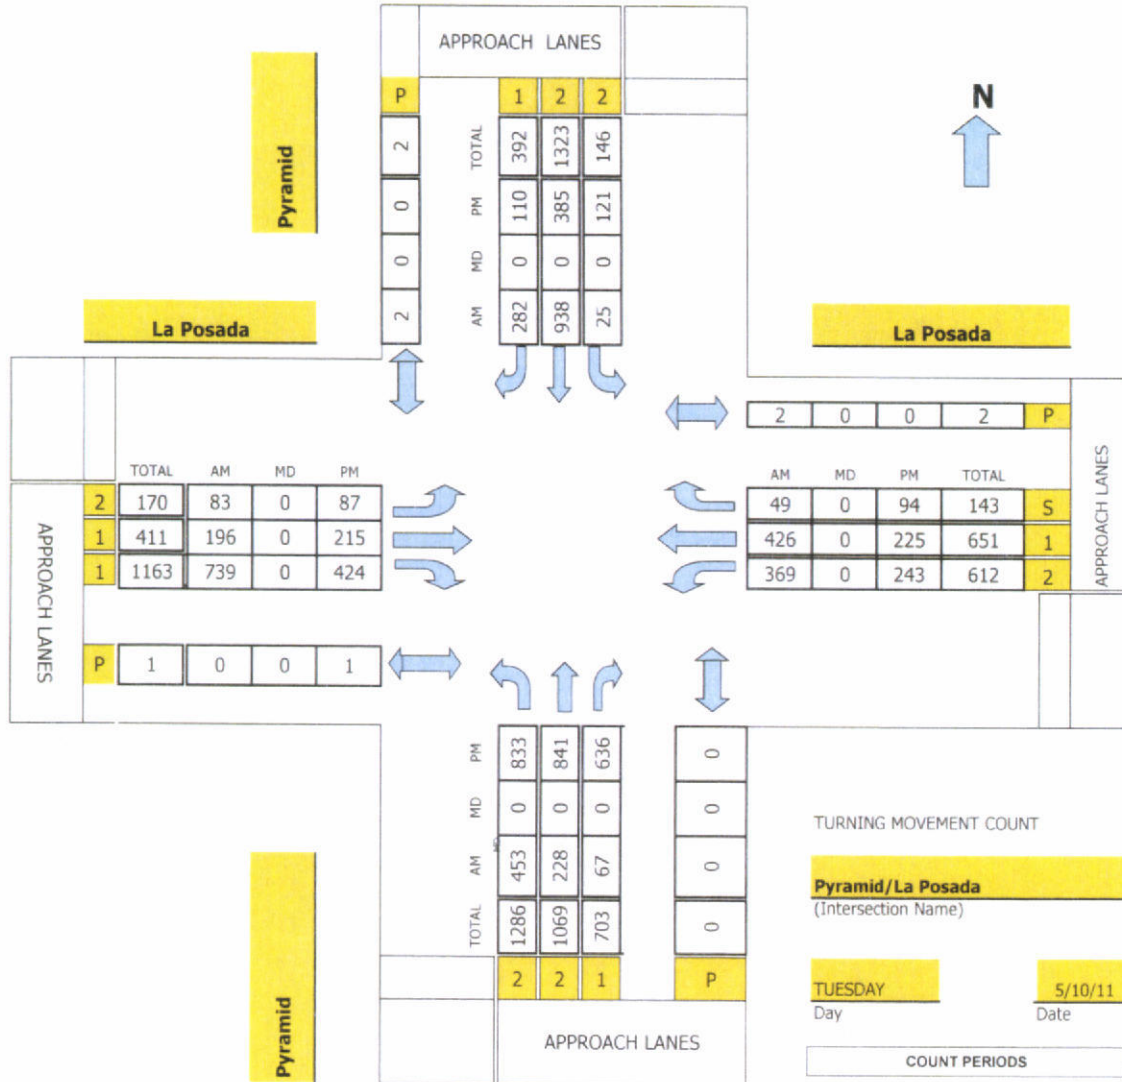 APPROACH LANES
P 1 2 2
TOTAL 2 392 1323 146
PM 0 110 385 121
MD 0 0 0 0
AM 2 282 938 25
Pyramid
N
La Posada
La Posada
2 0 0 2 P
TOTAL AM MD PM
2 170 83 0 87
1 411 196 0 215
1 1163 739 0 424
P 1 0 0 1
APPROACH LANES
AM MD PM TOTAL
49 0 94 143 S
426 0 225 651 1
369 0 243 612 2
APPROACH LANES
PM 833 841 636 0
MD 0 0 0 0
AM 453 228 67 0
TOTAL 1286 1069 703 0
2 2 1 P
APPROACH LANES
Pyramid
TURNING MOVEMENT COUNT
Pyramid/La Posada
(Intersection Name)
TUESDAY 5/10/11
Day Date
COUNT PERIODS